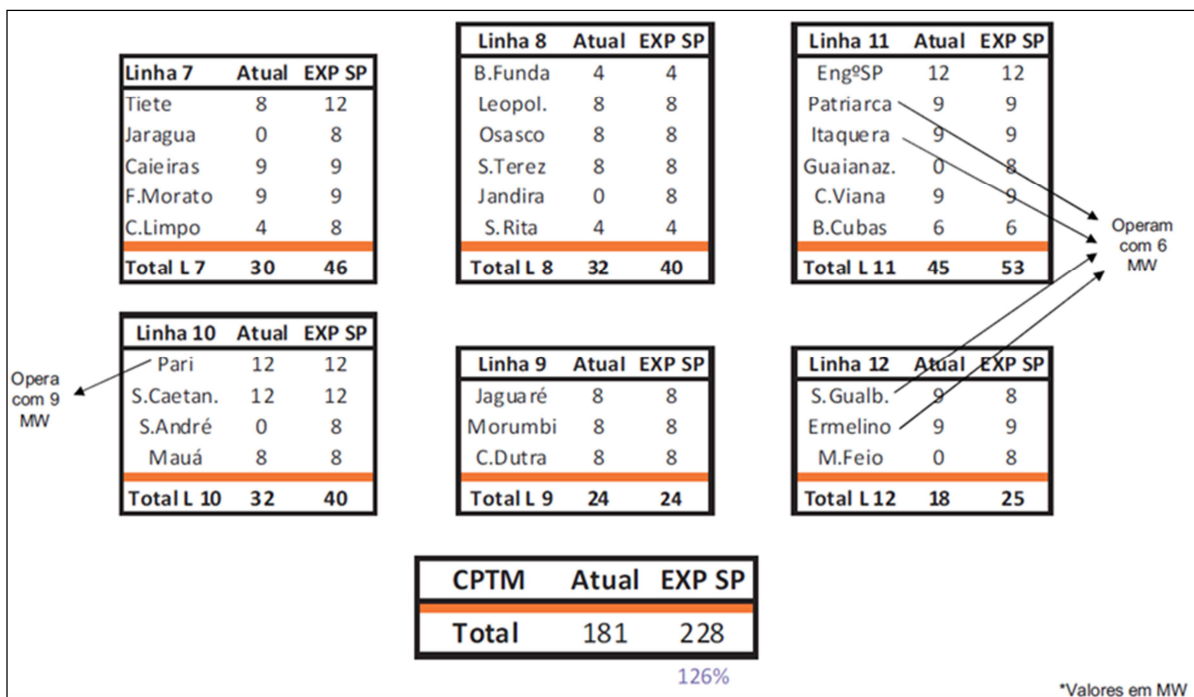 Linha 7 Atual EXP SP
Tiete 8 12
Jaragua 0 8
Caieiras 9 9
F.Morato 9 9
C.Limpo 4 8
Total L 7 30 46
Linha 8 Atual EXP SP
B.Funda 4 4
Leopol. 8 8
Osasco 8 8
S.Terez 8 8
Jandira 0 8
S.Rita 4 4
Total L 8 32 40
Linha 11 Atual EXP SP
EngºSP 12 12
Patriarca 9 9
Itaquera 9 9
Guaianaz. 0 8
C.Viana 9 9
B.Cubas 6 6
Total L 11 45 53
Operam
com 6
MW
Opera
com 9
MW
Linha 10 Atual EXP SP
Pari 12 12
S.Caetan. 12 12
S.André 0 8
Mauá 8 8
Total L 10 32 40
Linha 9 Atual EXP SP
Jaguaré 8 8
Morumbi 8 8
C.Dutra 8 8
Total L 9 24 24
Linha 12 Atual EXP SP
S.Gualb. 9 8
Ermelino 9 9
M.Feio 0 8
Total L 12 18 25
CPTM Atual EXP SP
Total 181 228
126%
*Valores em MW